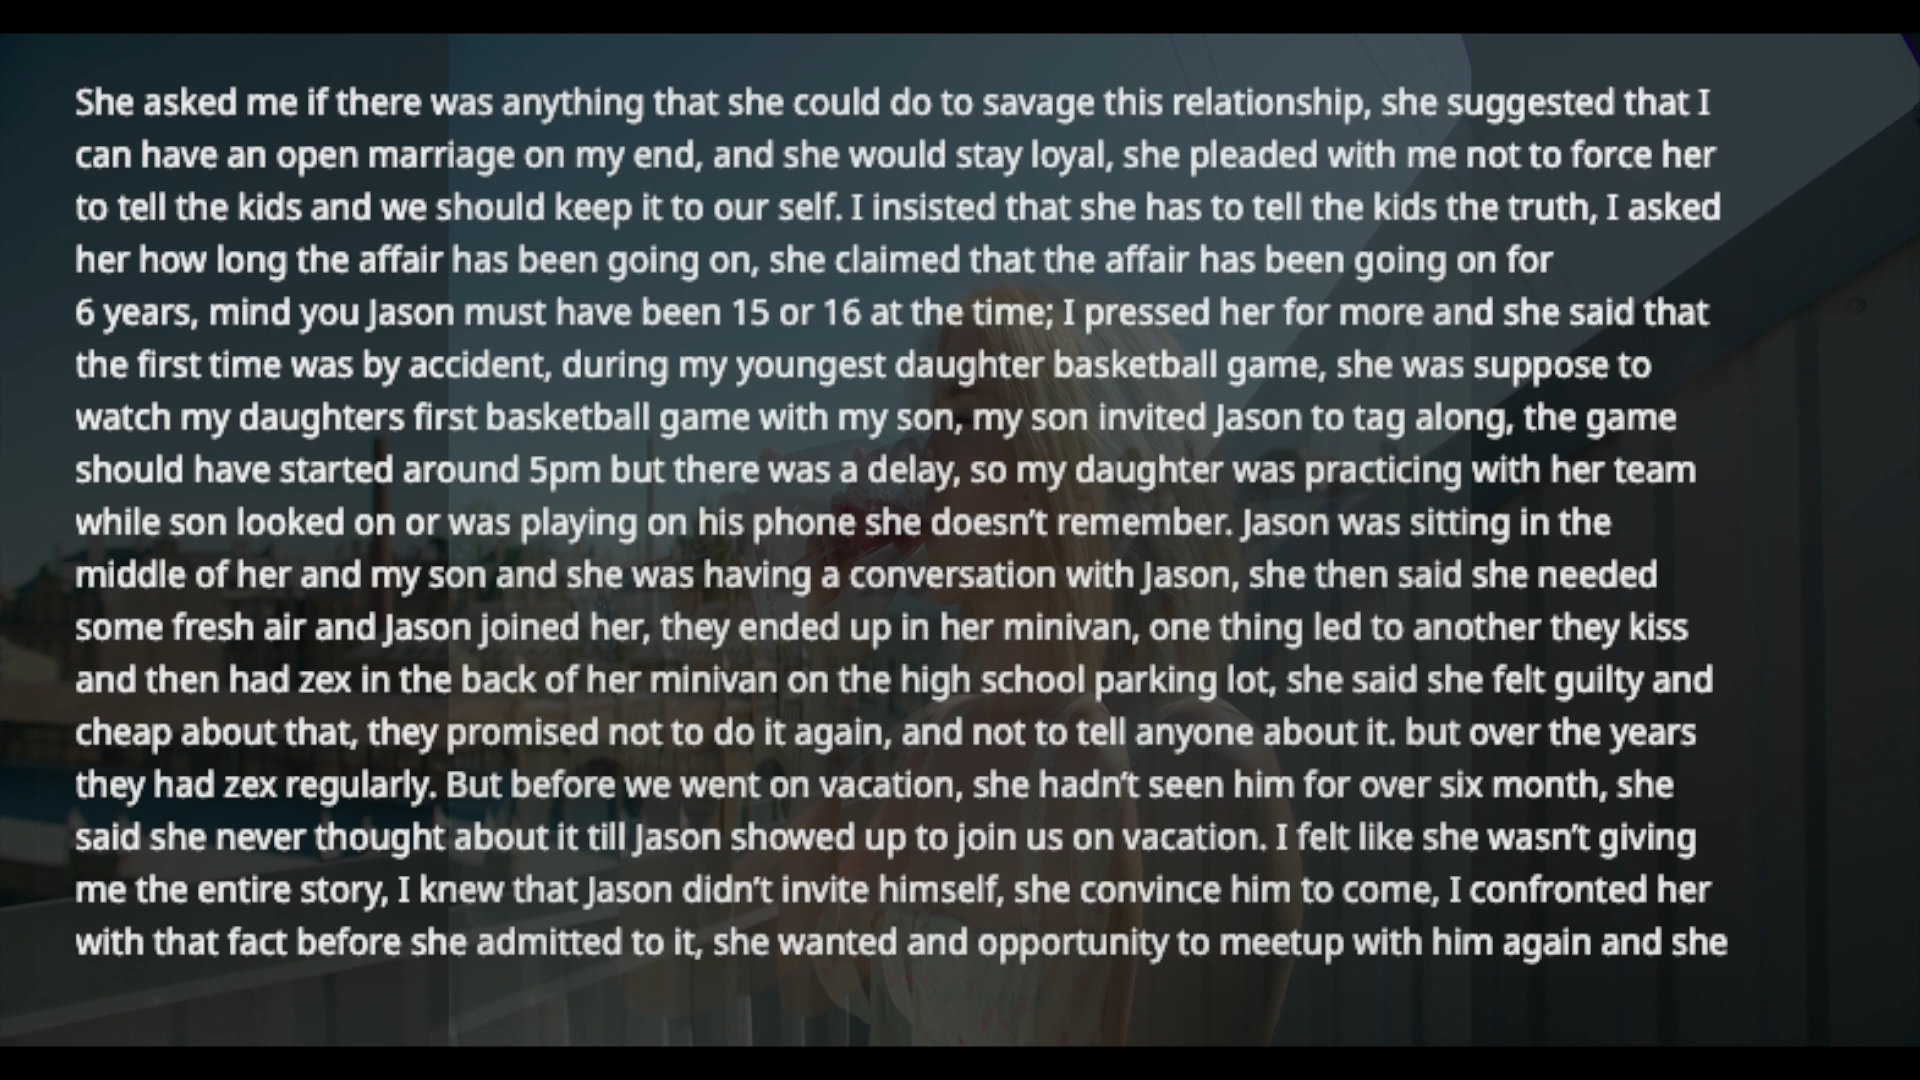 She asked me if there was anything that she could do to savage this relationship, she suggested that I
can have an open marriage on my end, and she would stay loyal, she pleaded with me not to force her
to tell the kids and we should keep it to our self. I insisted that she has to tell the kids the truth, I asked
her how long the affair has been going on, she claimed that the affair has been going on for
6 years, mind you Jason must have been 15 or 16 at the time; I pressed her for more and she said that
the first time was by accident, during my youngest daughter basketball game, she was suppose to
watch my daughters first basketball game with my son, my son invited Jason to tag along, the game
should have started around 5pm but there was a delay, so my daughter was practicing with her team
while son looked on or was playing on his phone she doesn't remember. Jason was sitting in the
middle of her and my son and she was having a conversation with Jason, she then said she needed
some fresh air and Jason joined her, they ended up in her minivan, one thing led to another they kiss
and then had zex in the back of her minivan on the high school parking lot, she said she felt guilty and
cheap about that, they promised not to do it again, and not to tell anyone about it. but over the years
they had zex regularly. But before we went on vacation, she hadn't seen him for over six month, she
said she never thought about it till Jason showed up to join us on vacation. I felt like she wasn't giving
me the entire story, I knew that Jason didn't invite himself, she convince him to come, I confronted her
with that fact before she admitted to it, she wanted and opportunity to meetup with him again and she